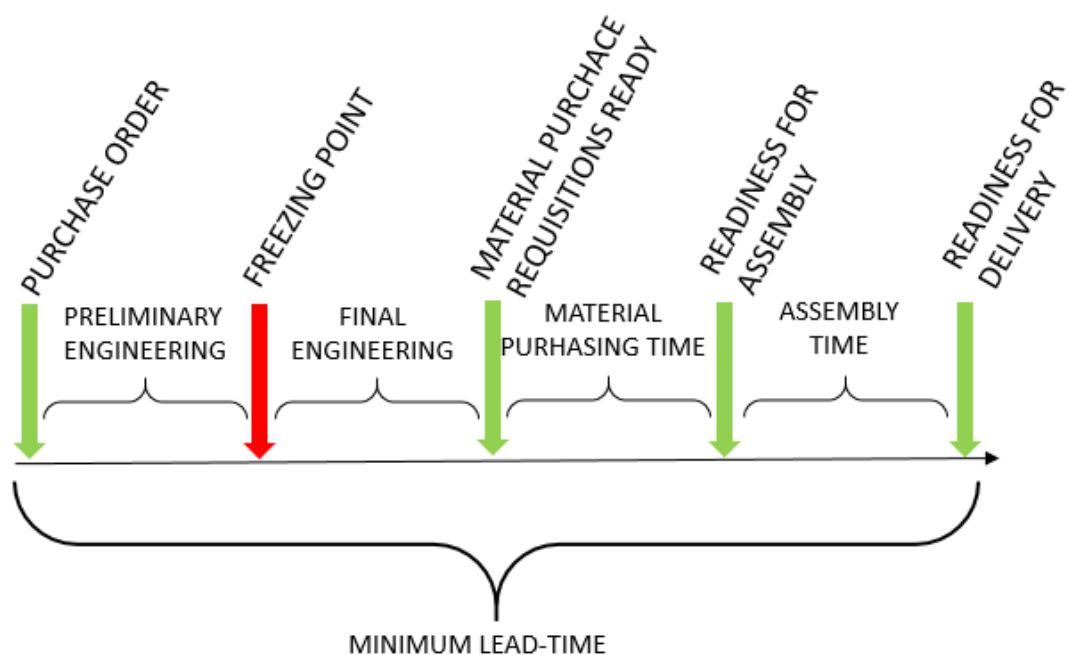 PURCHASE ORDER
FREEZING POINT
MATERIAL PURCHACE
REQUISITIONS READY
READINESS FOR
ASSEMBLY
READINESS FOR
DELIVERY
PRELIMINARY
ENGINEERING
FINAL
ENGINEERING
MATERIAL
PURHASING TIME
ASSEMBLY
TIME
MINIMUM LEAD-TIME